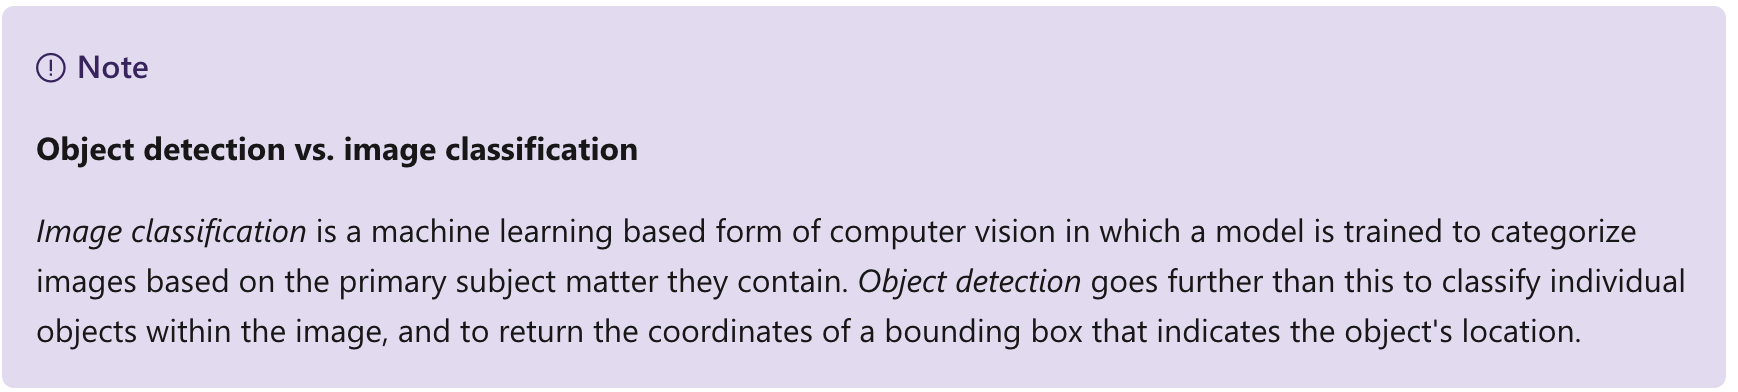 Note
Object detection vs. image classification
Image classification is a machine learning based form of computer vision in which a model is trained to categorize
images based on the primary subject matter they contain. Object detection goes further than this to classify individual
objects within the image, and to return the coordinates of a bounding box that indicates the object's location.